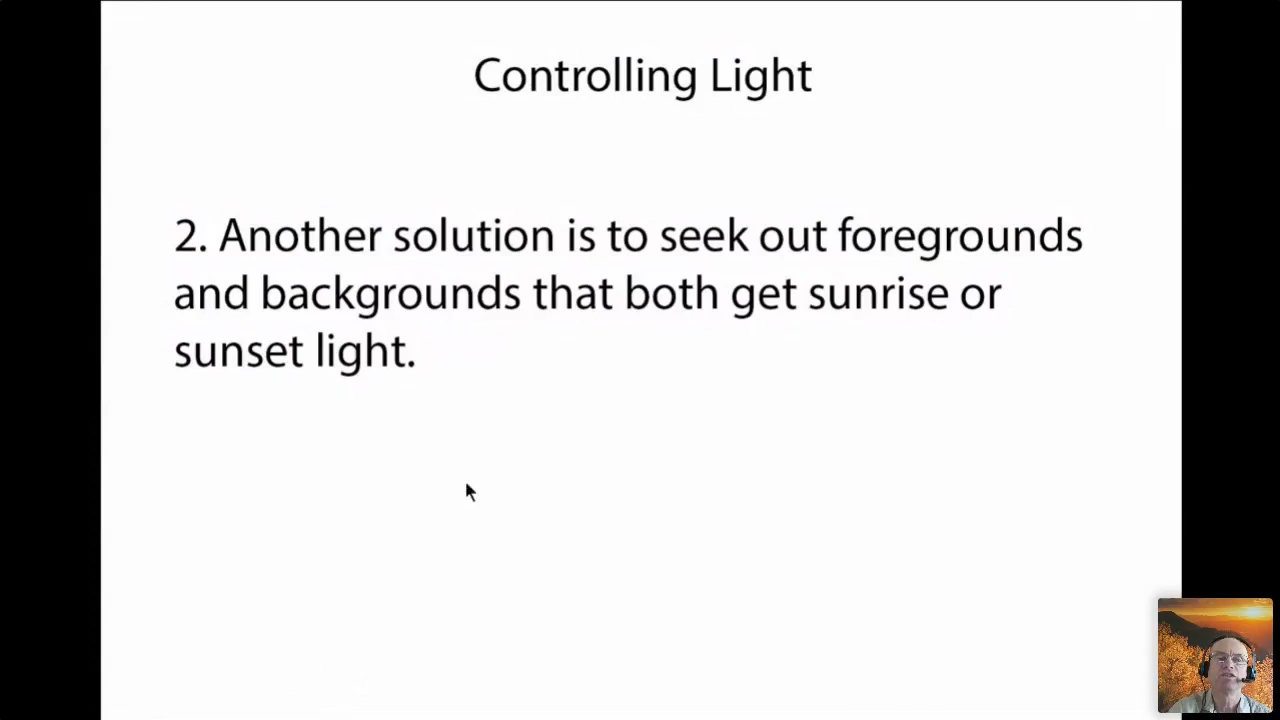 Controlling Light
2. Another solution is to seek out foregrounds
and backgrounds that both get sunrise or
sunset light.